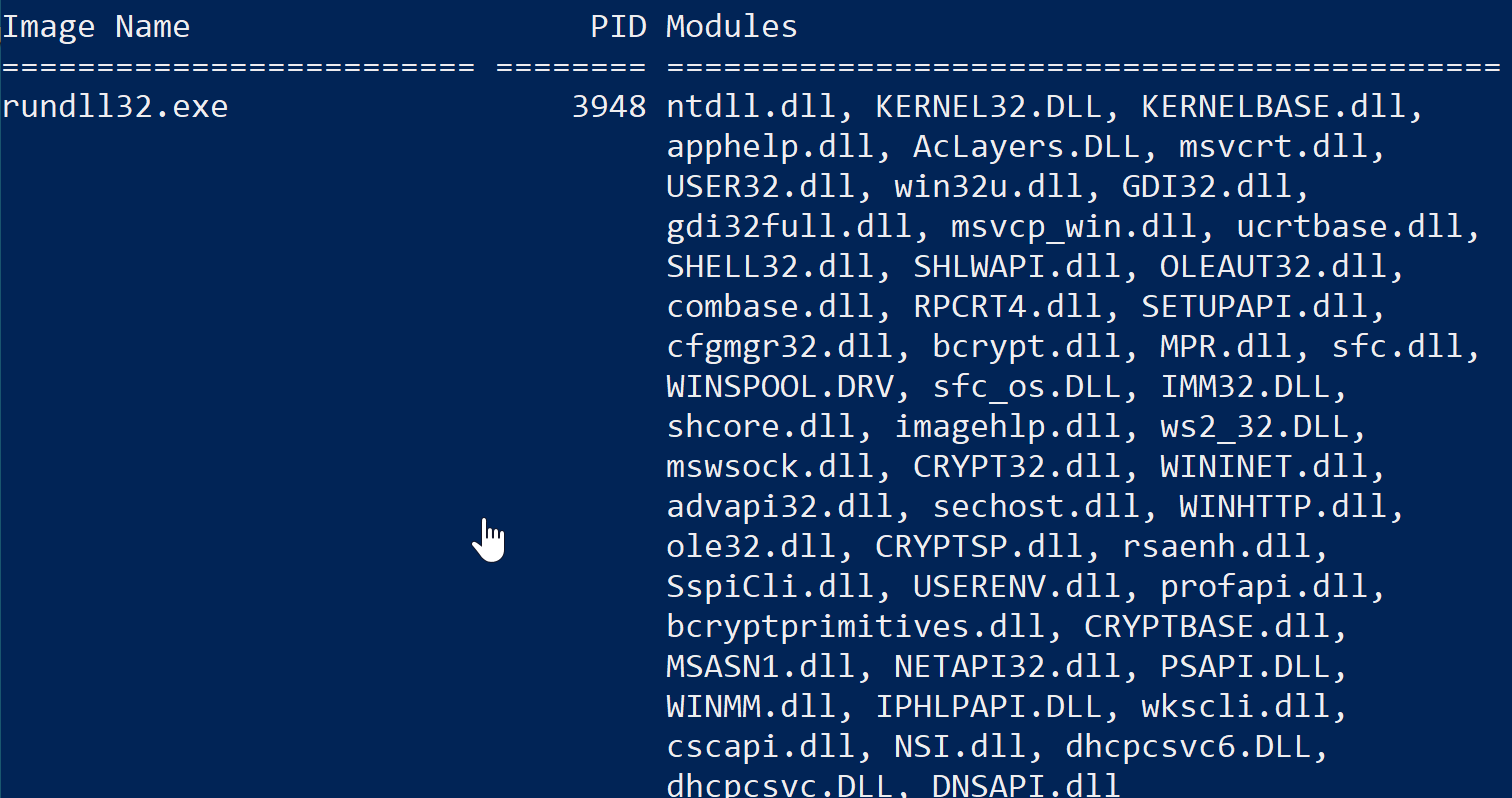 Image Name                     PID Modules
========================= ======== ============================================
rundll32.exe                  3948 ntdll.dll, KERNEL32.DLL, KERNELBASE.dll,
apphelp.dll, AcLayers.DLL, msvcrt.dll,
USER32.dll, win32u.dll, GDI32.dll,
gdi32full.dll, msvcp_win.dll, ucrtbase.dll,
SHELL32.dll, SHLWAPI.dll, OLEAUT32.dll,
combase.dll, RPCRT4.dll, SETUPAPI.dll,
cfgmgr32.dll, bcrypt.dll, MPR.dll, sfc.dll,
WINSPOOL.DRV, sfc_os.DLL, IMM32.DLL,
shcore.dll, imagehlp.dll, ws2_32.DLL,
mswsock.dll, CRYPT32.dll, WININET.dll,
advapi32.dll, sechost.dll, WINHTTP.dll,
ole32.dll, CRYPTSP.dll, rsaenh.dll,
SspiCli.dll, USERENV.dll, profapi.dll,
bcryptprimitives.dll, CRYPTBASE.dll,
MSASN1.dll, NETAPI32.dll, PSAPI.DLL,
WINMM.dll, IPHLPAPI.DLL, wkscli.dll,
cscapi.dll, NSI.dll, dhcpcsvc6.DLL,
dhcpcsvc.DLL, DNSAPI.dll